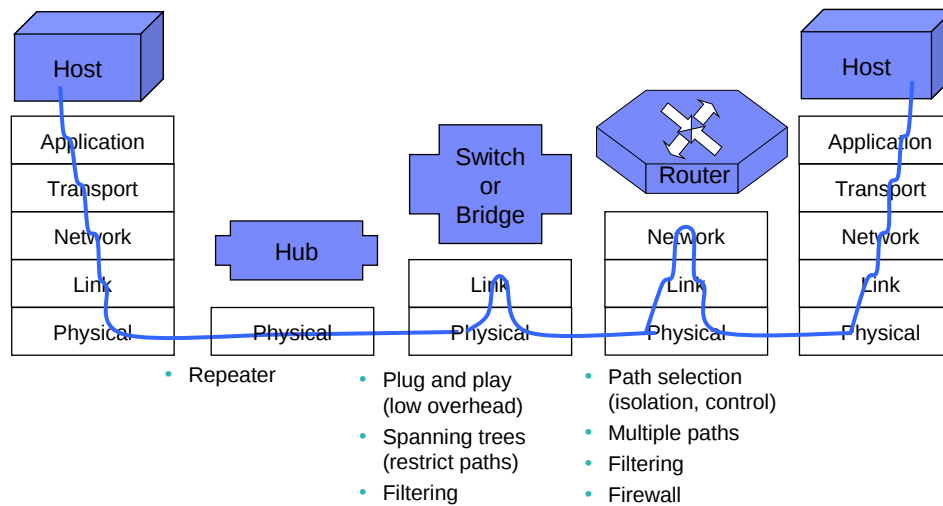 Host
Application
Transport
Network
Link
Physical
Hub
Physical
• Repeater
Switch
or
Bridge
Link
Physical
• Plug and play
(low overhead)
• Spanning trees
(restrict paths)
• Filtering
Router
Network
Link
Physical
• Path selection
(isolation, control)
• Multiple paths
• Filtering
• Firewall
Host
Application
Transport
Network
Link
Physical